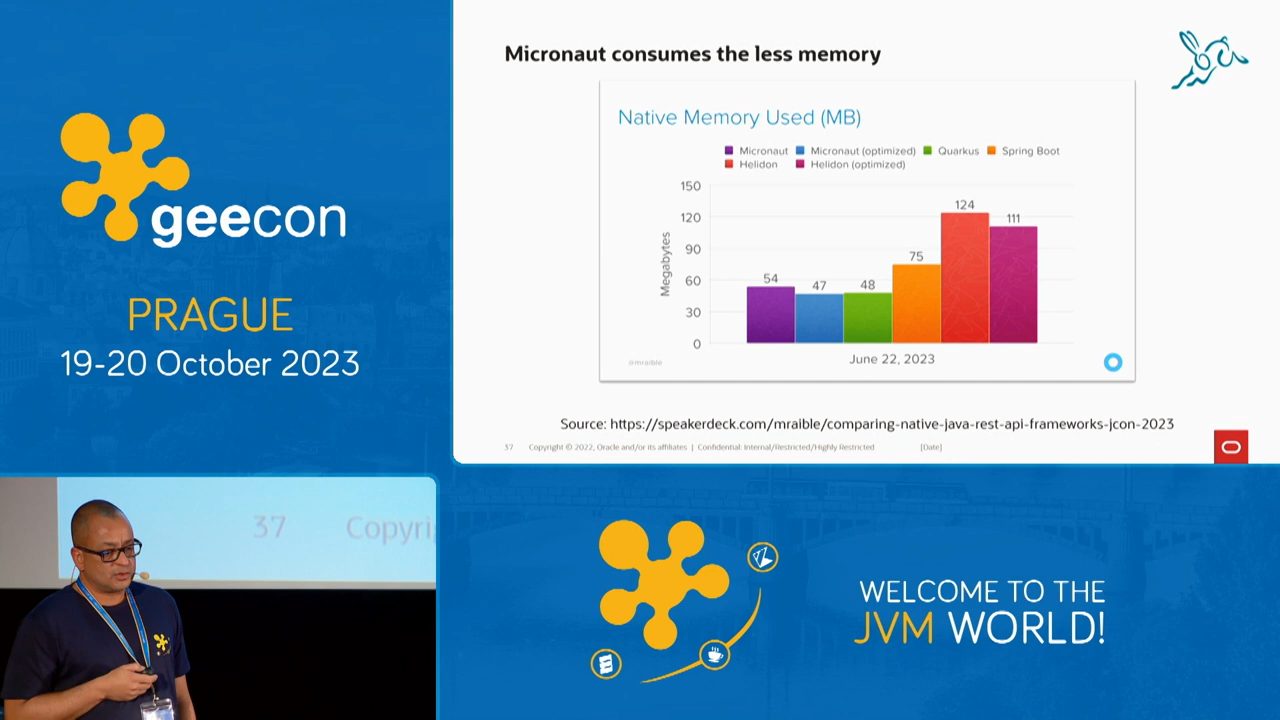 geecon
PRAGUE
19-20 October 2023
Micronaut consumes the less memory
Native Memory Used (MB)
Micronaut Micronaut (optimized) Quarkus Spring Boot
Helidon Helidon (optimized)
Megabytes
150
120
90
60
30
0
54
47
48
75
124
111
June 22, 2023
@mraible
Source: https://speakerdeck.com/mraible/comparing-native-java-rest-api-frameworks-jcon-2023
37 Copyright © 2022, Oracle and/or its affiliates | Confidential: Internal/Restricted/Highly Restricted [Date]
37 Copyri
WELCOME TO THE
JVM WORLD!